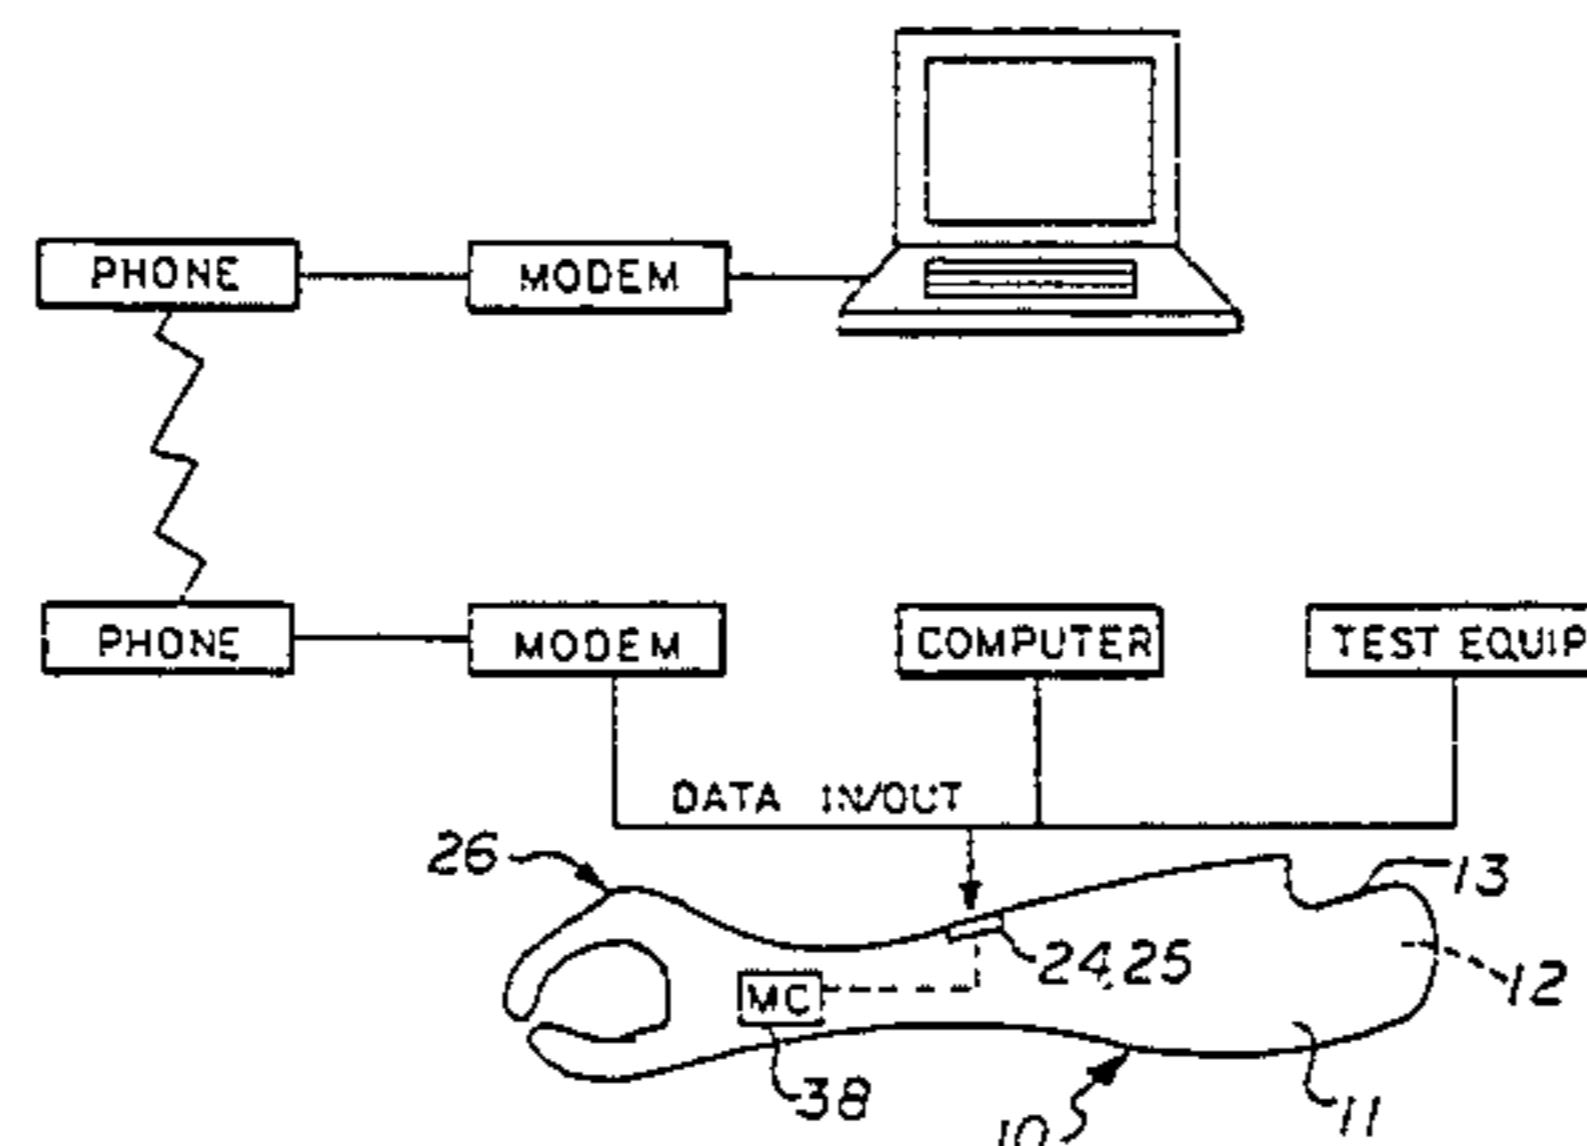 PHONE MODEM
PHONE MODEM COMPUTER TEST EQUIP
DATA IN/OUT
26 13
24,25
12
MC
38 10 11